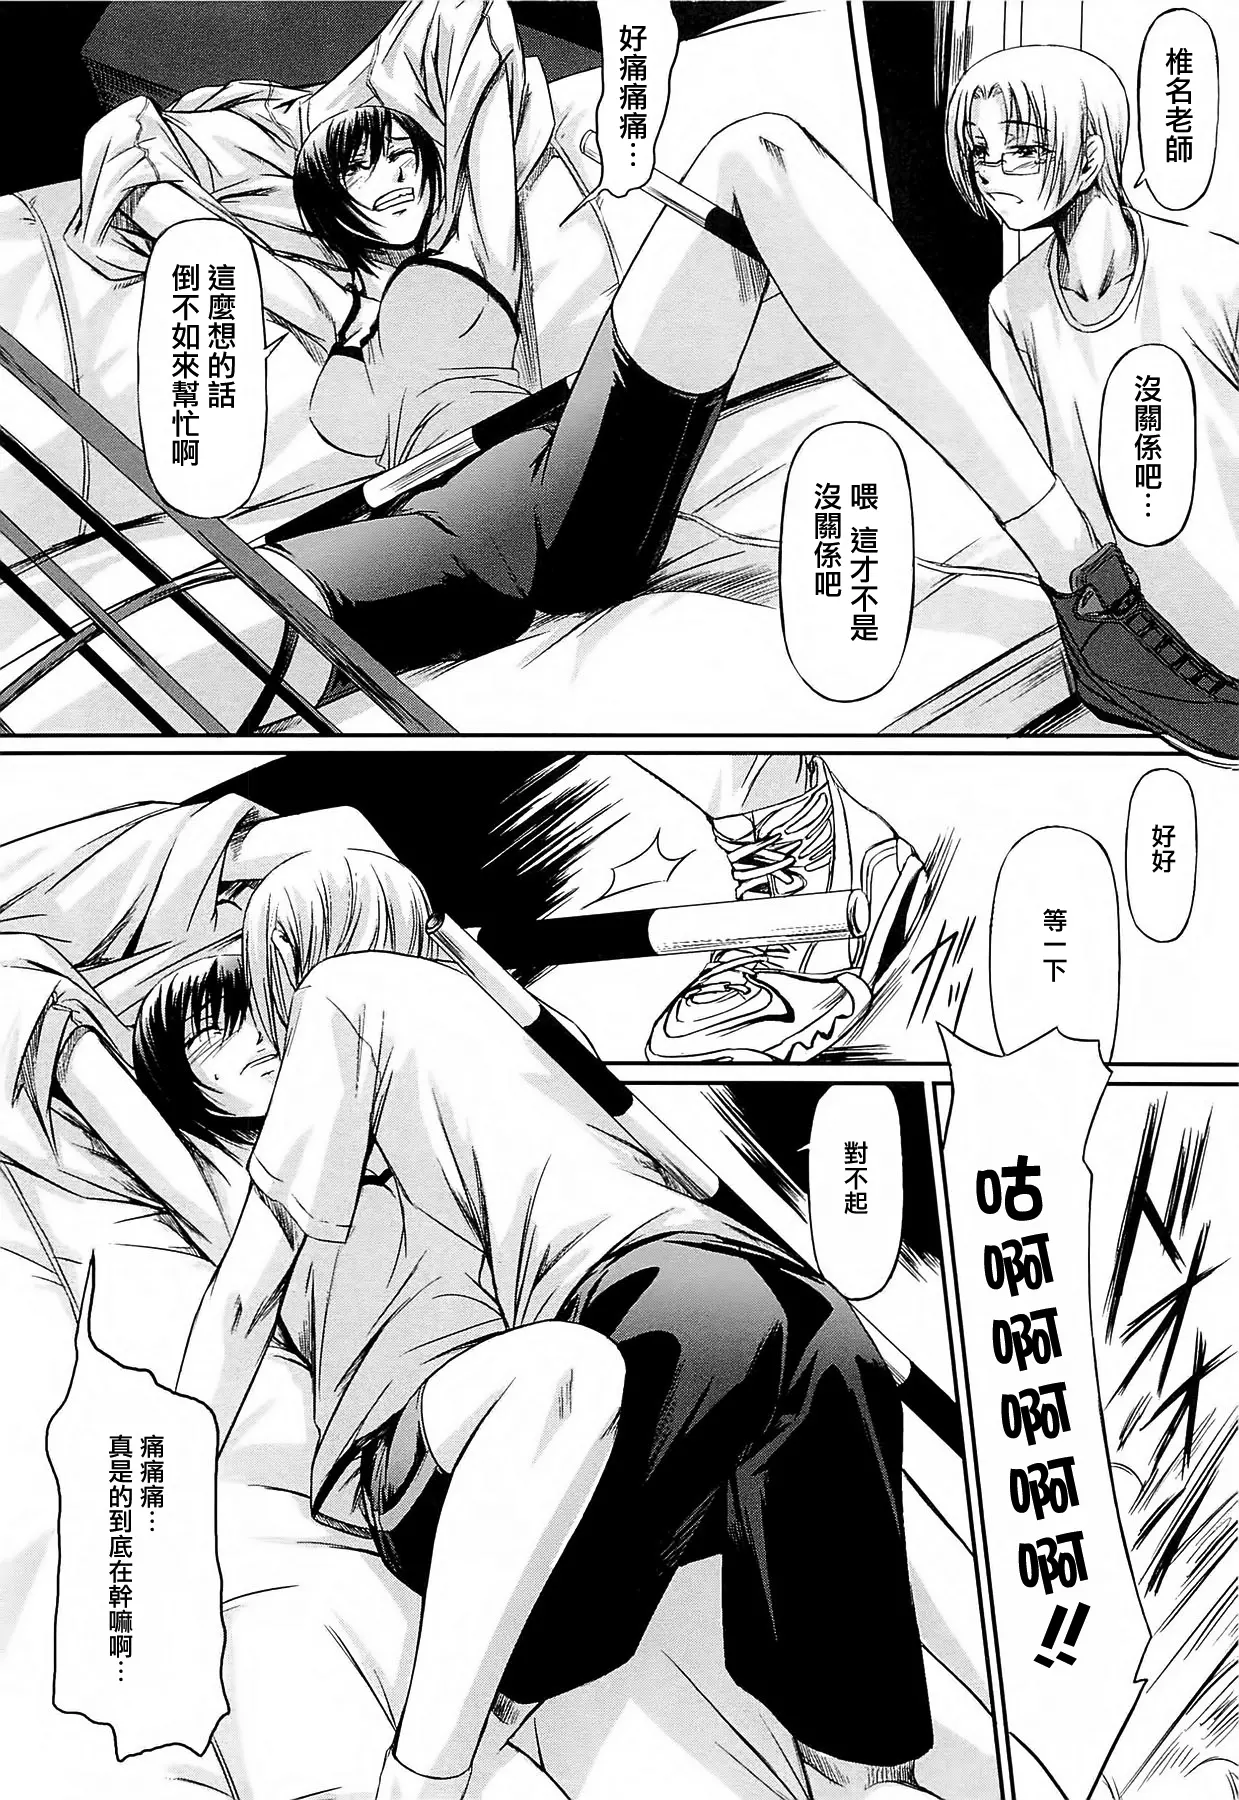 椎名老師
沒關係吧…
好痛痛痛…
喂 這才不是
沒關係吧
這麼想的話
倒不如來幫忙啊
好好
等一下
ガッ
咕啊啊啊啊啊!!
對不起
痛痛痛…
真是的到底在幹嘛啊…